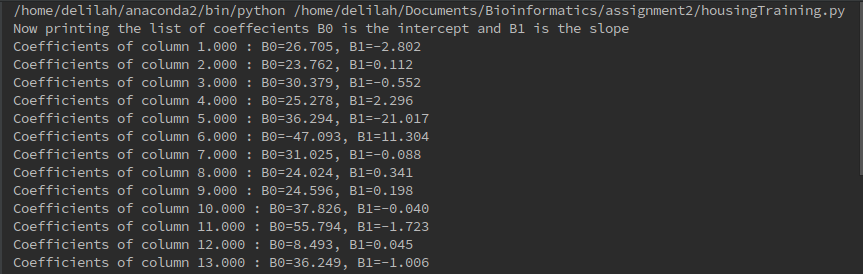 /home/delilah/anaconda2/bin/python /home/delilah/Documents/Bioinformatics/assignment2/housingTraining.py
Now printing the list of coeffecients B0 is the intercept and B1 is the slope
Coefficients of column 1.000 : B0=26.705, B1=-2.802
Coefficients of column 2.000 : B0=23.762, B1=0.112
Coefficients of column 3.000 : B0=30.379, B1=-0.552
Coefficients of column 4.000 : B0=25.278, B1=2.296
Coefficients of column 5.000 : B0=36.294, B1=-21.017
Coefficients of column 6.000 : B0=-47.093, B1=11.304
Coefficients of column 7.000 : B0=31.025, B1=-0.088
Coefficients of column 8.000 : B0=24.024, B1=0.341
Coefficients of column 9.000 : B0=24.596, B1=0.198
Coefficients of column 10.000 : B0=37.826, B1=-0.040
Coefficients of column 11.000 : B0=55.794, B1=-1.723
Coefficients of column 12.000 : B0=8.493, B1=0.045
Coefficients of column 13.000 : B0=36.249, B1=-1.006